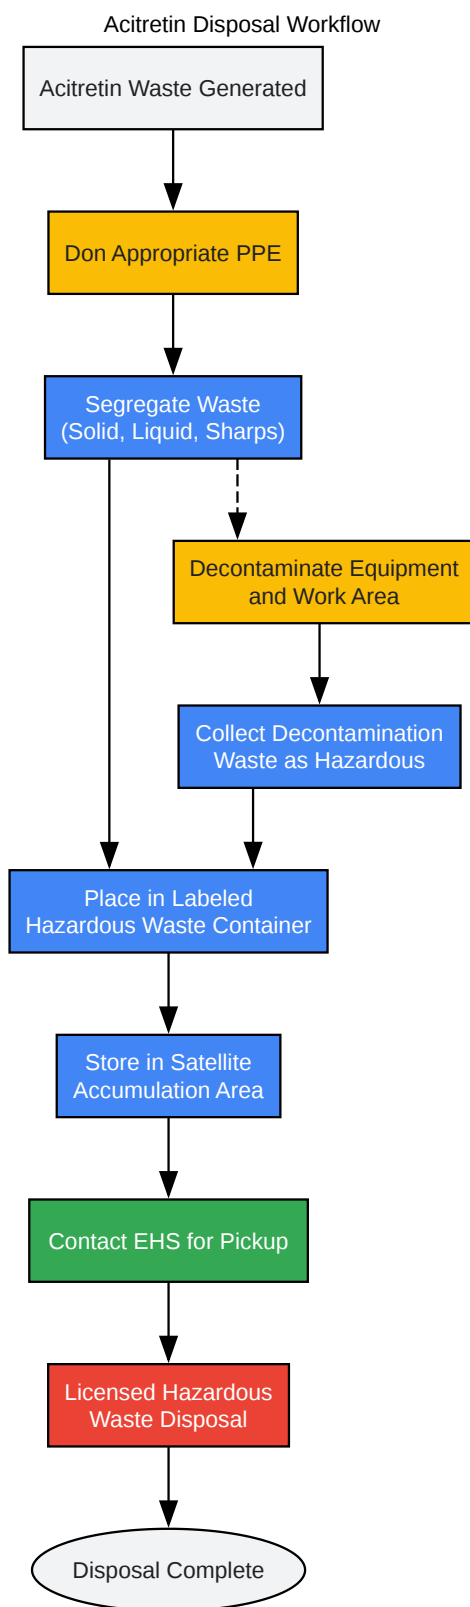 Acitretin Disposal Workflow
Acitretin Waste Generated
Don Appropriate PPE
Segregate Waste
(Solid, Liquid, Sharps)
Decontaminate Equipment
and Work Area
Collect Decontamination
Waste as Hazardous
Place in Labeled
Hazardous Waste Container
Store in Satellite
Accumulation Area
Contact EHS for Pickup
Licensed Hazardous
Waste Disposal
Disposal Complete